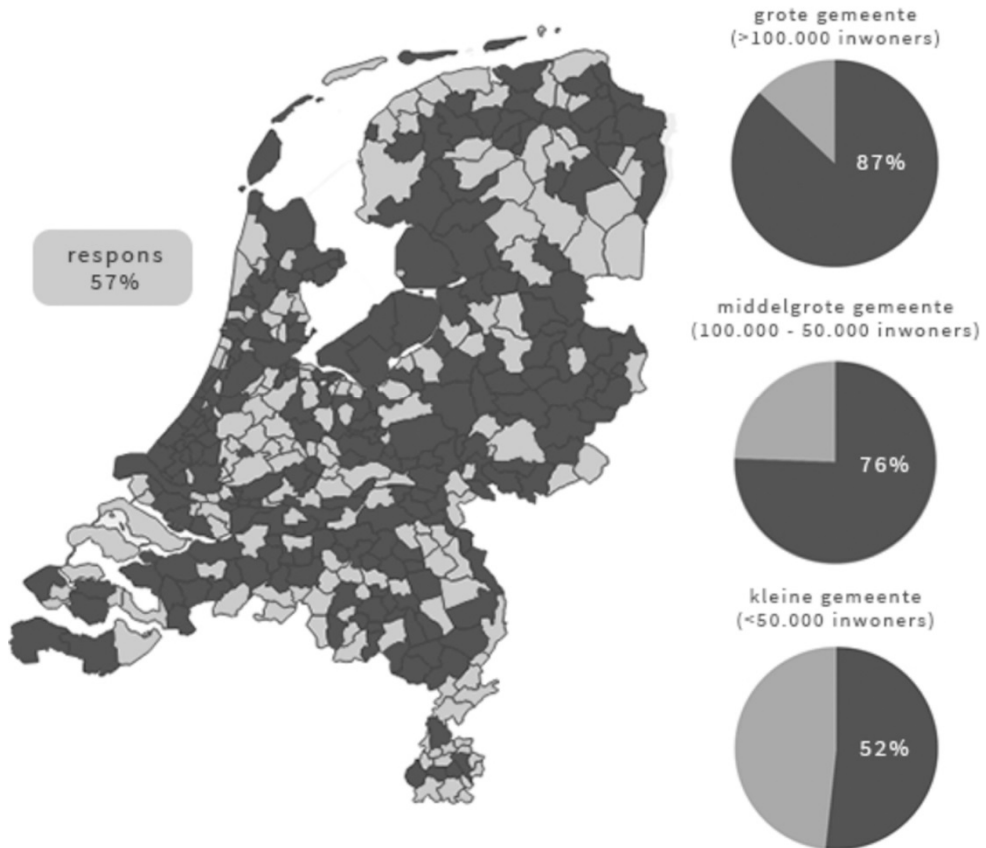 grote gemeente
(>100.000 inwoners)
87%
respons
57%
middelgrote gemeente
(100.000 - 50.000 inwoners)
76%
kleine gemeente
(<50.000 inwoners)
52%